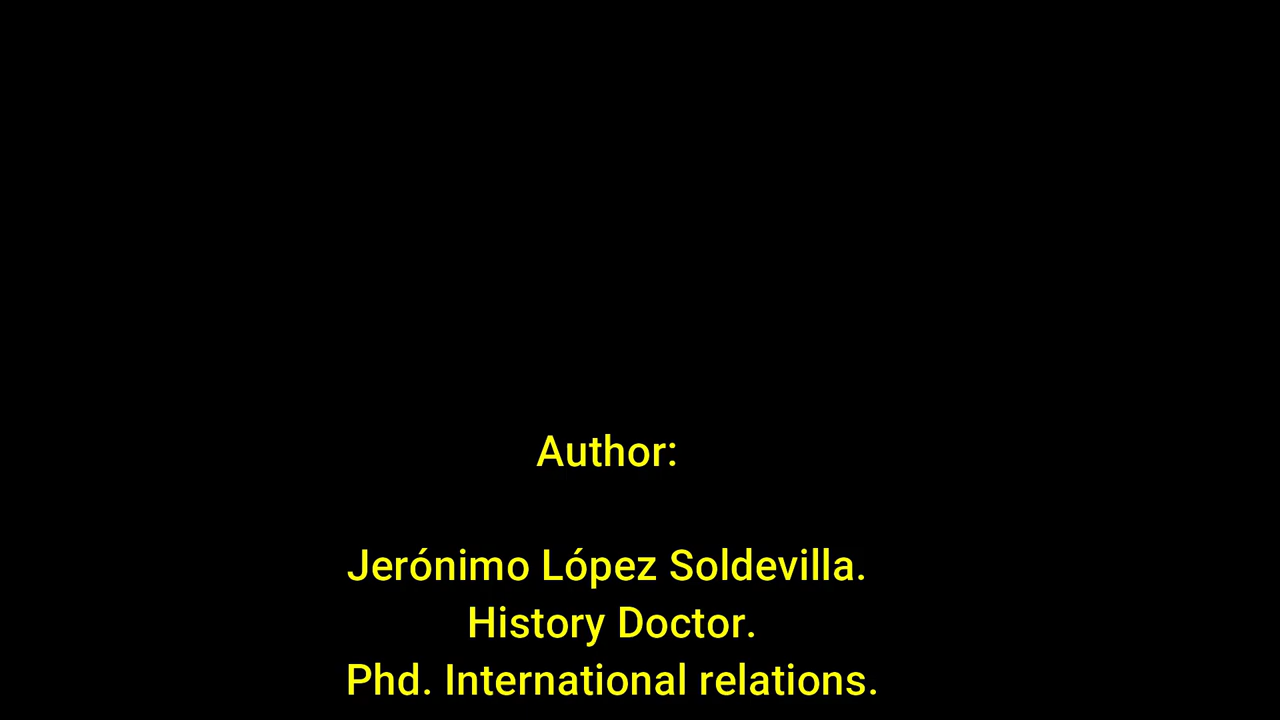 Author:
Jerónimo López Soldevilla.
History Doctor.
Phd. International relations.